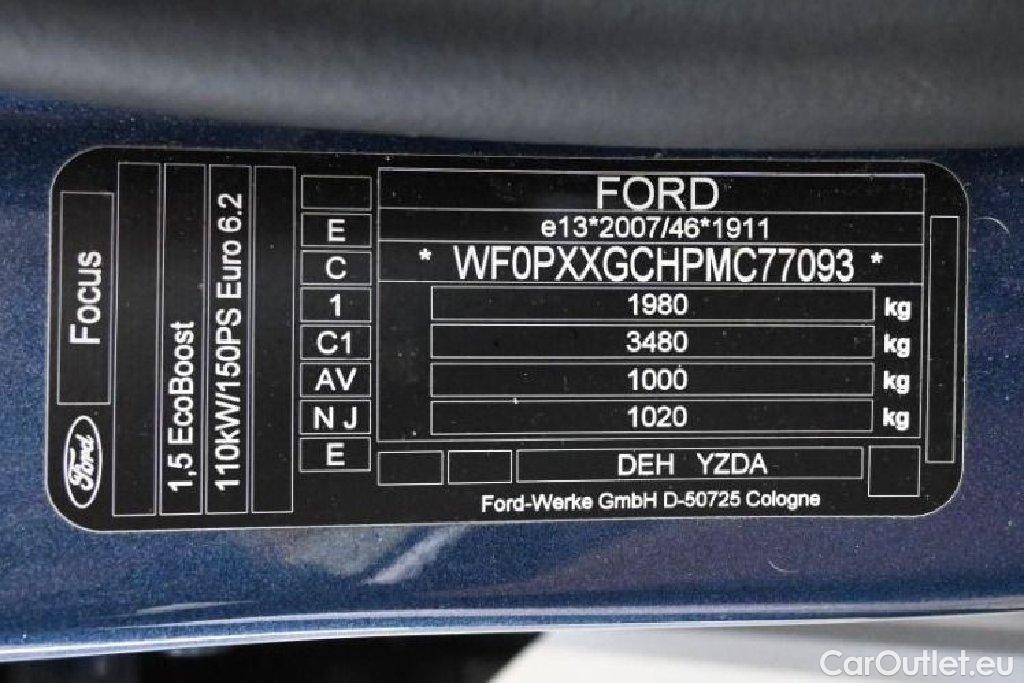 FORD
e13*2007/46*1911
* WF0PXXGCHPMC77093 *
1980 kg
3480 kg
1000 kg
1020 kg
DEH YZDA
Ford-Werke GmbH D-50725 Cologne
E
C
1
C1
AV
N J
E
Focus
Ford
1,5 EcoBoost
110kW/150PS Euro 6.2
CarOutlet.eu